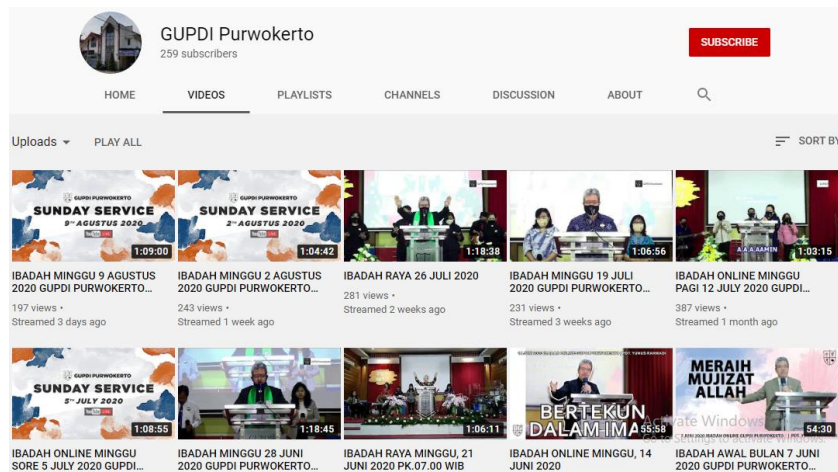 GUPDI Purwokerto
259 subscribers
SUBSCRIBE
HOME VIDEOS PLAYLISTS CHANNELS DISCUSSION ABOUT
Uploads PLAY ALL SORT BY
GUPDI PURWOKERTO
SUNDAY SERVICE
9TH AGUSTUS 2020
1:09:00
GUPDI PURWOKERTO
SUNDAY SERVICE
2ND AGUSTUS 2020
1:04:42
1:18:38
1:06:56
A.A.A.AAMIN
1:03:15
IBADAH MINGGU 9 AGUSTUS
2020 GUPDI PURWOKERTO...
197 views •
Streamed 3 days ago
IBADAH MINGGU 2 AGUSTUS
2020 GUPDI PURWOKERTO...
243 views •
Streamed 1 week ago
IBADAH RAYA 26 JULI 2020
281 views •
Streamed 2 weeks ago
IBADAH MINGGU 19 JULI
2020 GUPDI PURWOKERTO...
231 views •
Streamed 3 weeks ago
IBADAH ONLINE MINGGU
PAGI 12 JULY 2020 GUPDI...
387 views •
Streamed 1 month ago
GUPDI PURWOKERTO
SUNDAY SERVICE
5TH JULY 2020
1:08:55
1:18:45
1:06:11
BERTEKUN
DALAM IMA
55:58
MERAIH
MUJIZAT
ALLAH
54:30
Activate Windows
Go to Settings to activate Windows.
IBADAH ONLINE MINGGU
SORE 5 JULY 2020 GUPDI...
IBADAH MINGGU 28 JUNI
2020 GUPDI PURWOKERTO...
IBADAH RAYA MINGGU, 21
JUNI 2020 PK.07.00 WIB
IBADAH ONLINE MINGGU, 14
JUNI 2020
IBADAH AWAL BULAN 7 JUNI
2020 GUPDI PURWOKERTO...